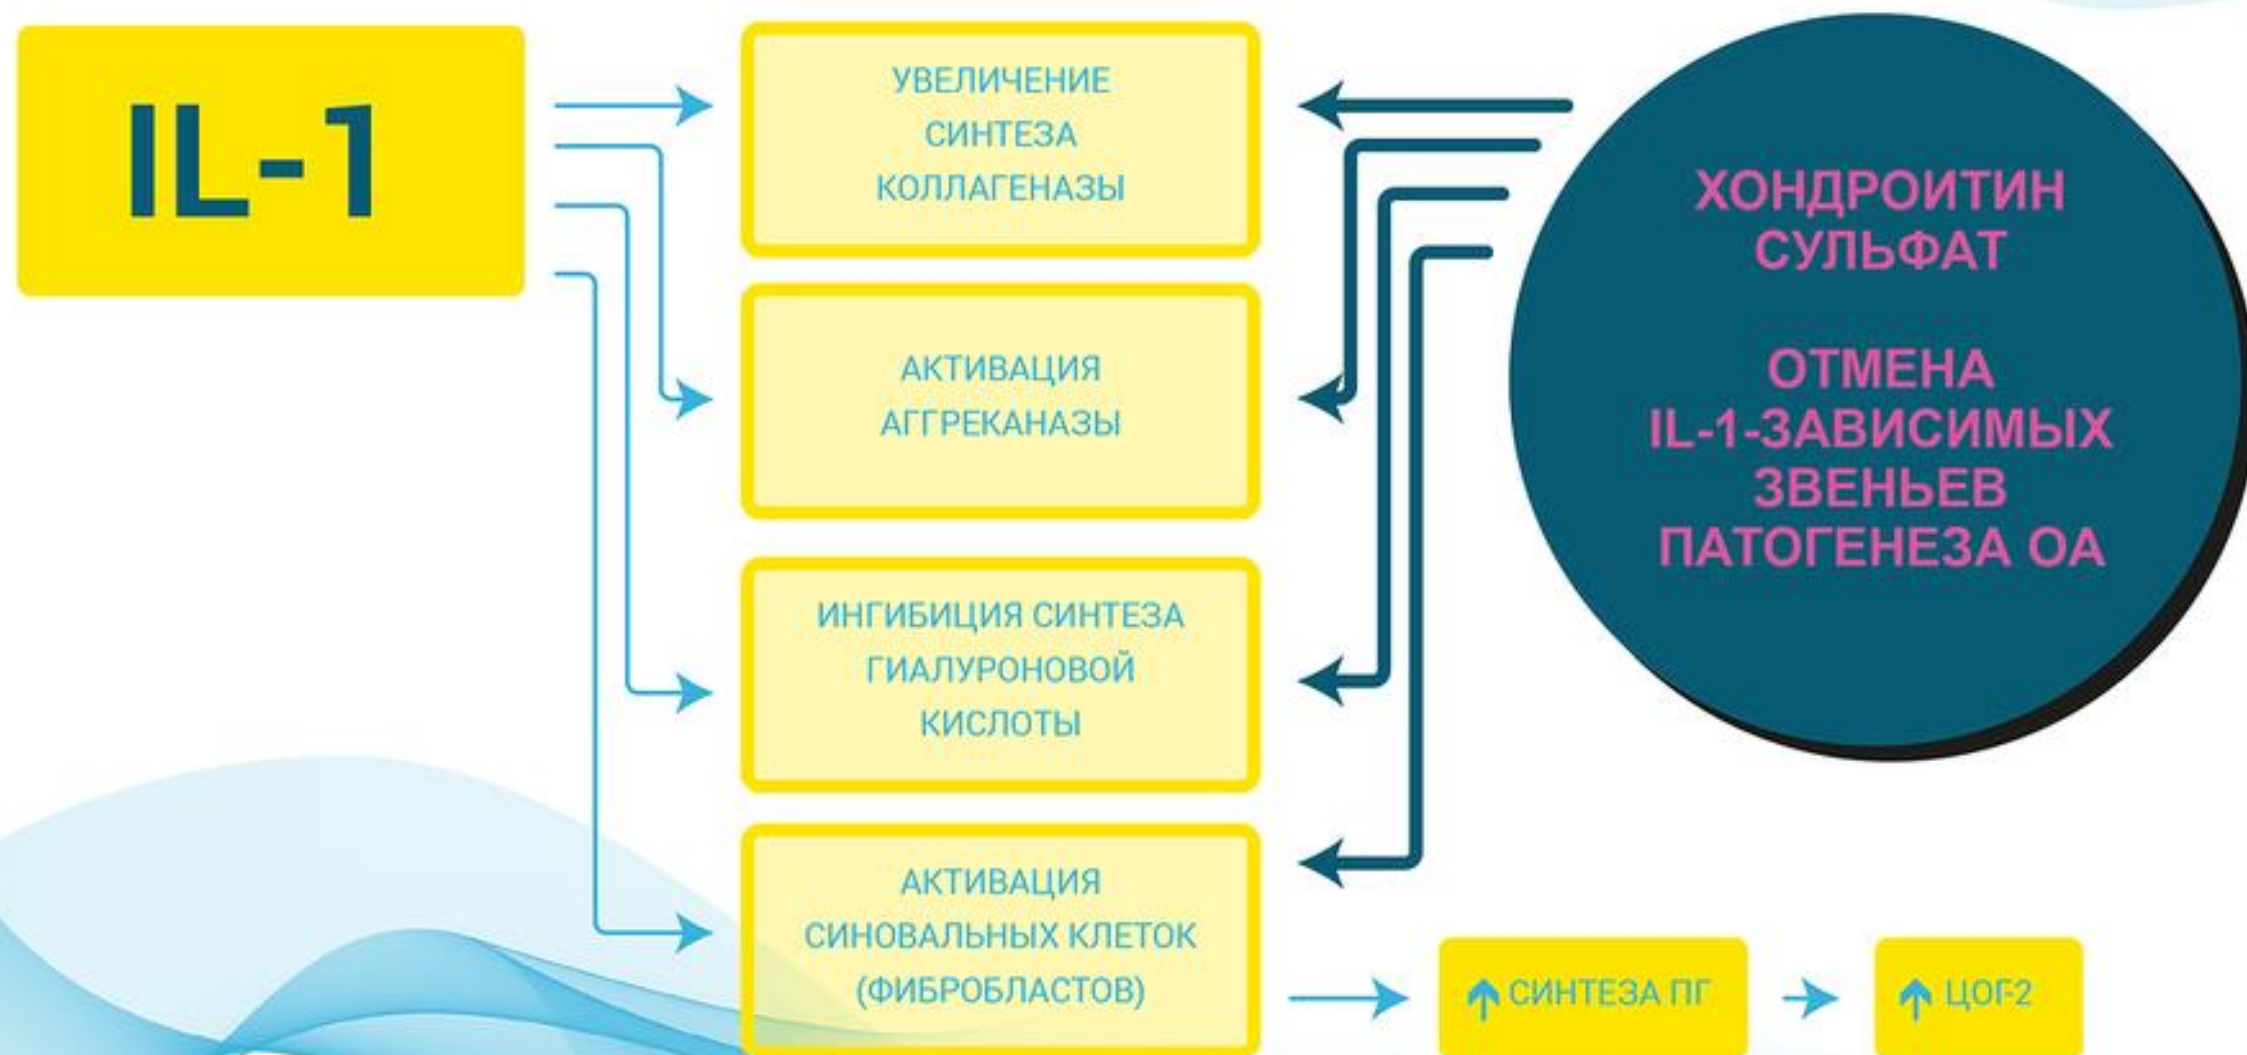 IL-1
УВЕЛИЧЕНИЕ
СИНТЕЗА
КОЛЛАГЕНАЗЫ
АКТИВАЦИЯ
АГГРЕКАНАЗЫ
ИНГИБИЦИЯ СИНТЕЗА
ГИАЛУРОНОВОЙ
КИСЛОТЫ
АКТИВАЦИЯ
СИНОВАЛЬНЫХ КЛЕТОК
(ФИБРОБЛАСТОВ)
ХОНДРОИТИН
СУЛЬФАТ
ОТМЕНА
IL-1-ЗАВИСИМЫХ
ЗВЕНЬЕВ
ПАТОГЕНЕЗА ОА
СИНТЕЗА ПГ
ЦОГ-2